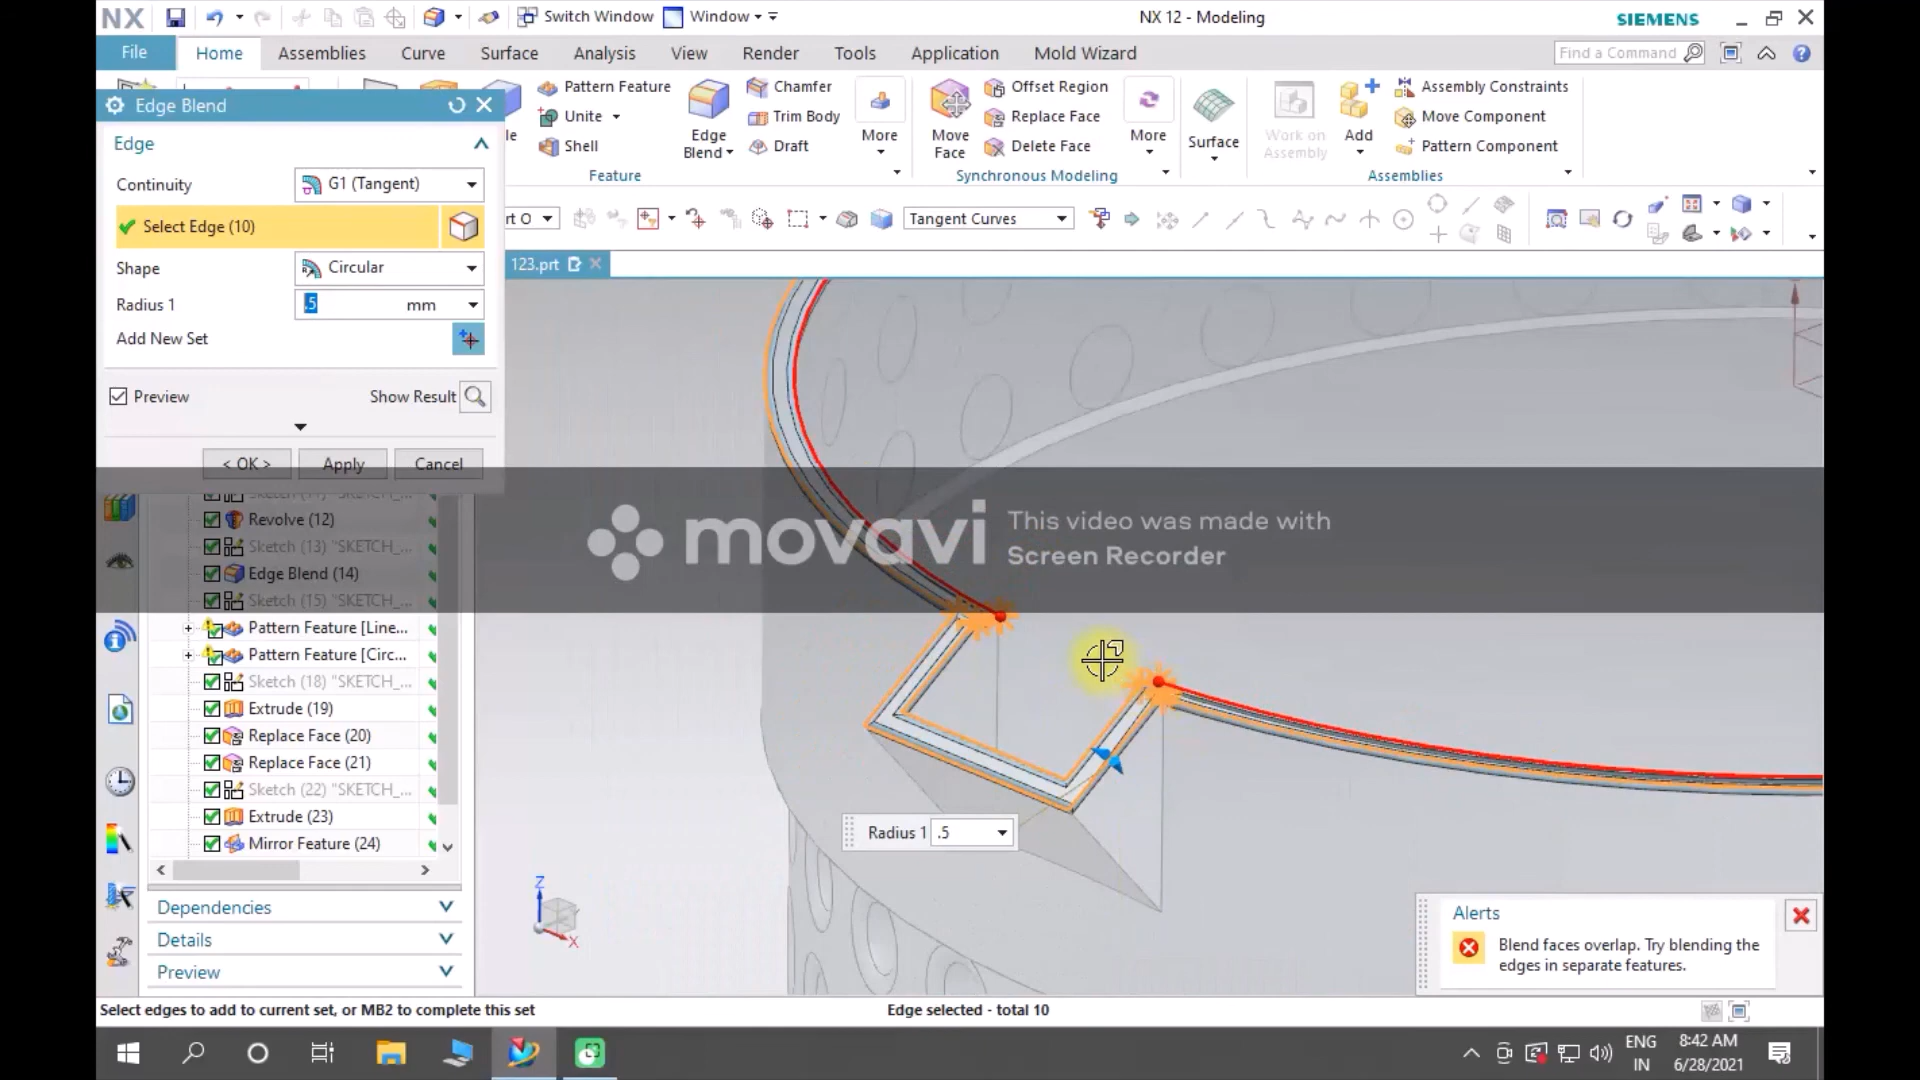 NX
Switch Window
Window
NX 12 - Modeling
SIEMENS
File
Home
Assemblies
Curve
Surface
Analysis
View
Render
Tools
Application
Mold Wizard
Find a Command
Edge Blend
Edge
Continuity
G1 (Tangent)
Select Edge (10)
Shape
Circular
Radius 1
.5
mm
Add New Set
Preview
Show Result
< OK >
Apply
Cancel
Pattern Feature
Unite
Shell
Edge
Blend
Chamfer
Trim Body
Draft
More
Feature
Move
Face
Offset Region
Replace Face
Delete Face
More
Synchronous Modeling
Surface
Work on
Assembly
Add
Assembly Constraints
Move Component
Pattern Component
Assemblies
rt O
Tangent Curves
123.prt
movavi
This video was made with
Screen Recorder
Revolve (12)
Sketch (13) "SKETCH_...
Edge Blend (14)
Sketch (15) "SKETCH_...
Pattern Feature [Line...
Pattern Feature [Circ...
Sketch (18) "SKETCH_...
Extrude (19)
Replace Face (20)
Replace Face (21)
Sketch (22) "SKETCH_...
Extrude (23)
Mirror Feature (24)
Dependencies
Details
Preview
Radius 1
.5
Z
X
Alerts
Blend faces overlap. Try blending the
edges in separate features.
Select edges to add to current set, or MB2 to complete this set
Edge selected - total 10
ENG
IN
8:42 AM
6/28/2021